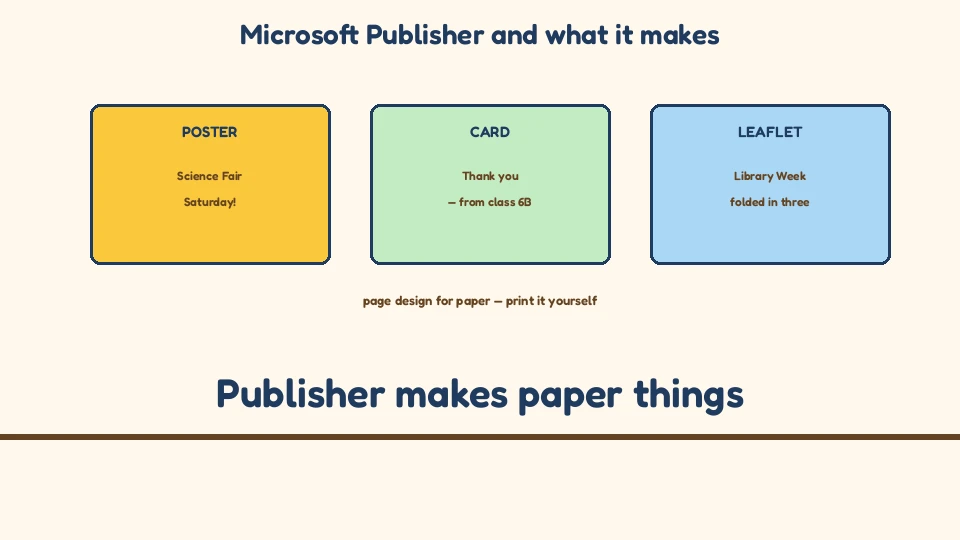 Microsoft Publisher and what it makes
POSTER
Science Fair
Saturday!
CARD
Thank you
— from class 6B
LEAFLET
Library Week
folded in three
page design for paper — print it yourself
Publisher makes paper things